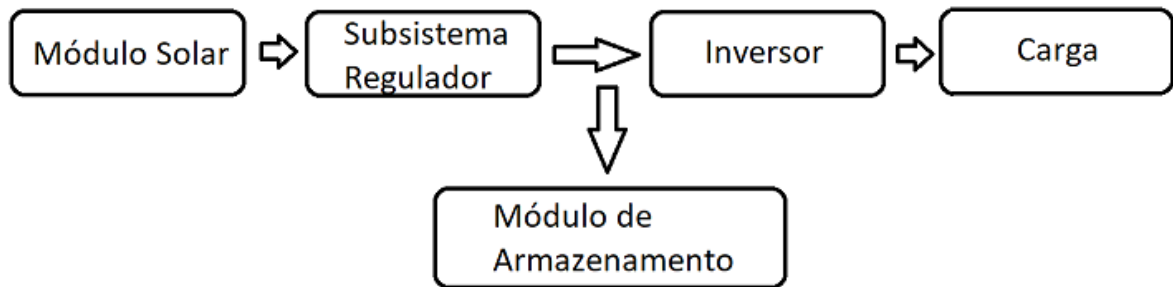 Módulo Solar
Subsistema
Regulador
Inversor
Carga
Módulo de
Armazenamento